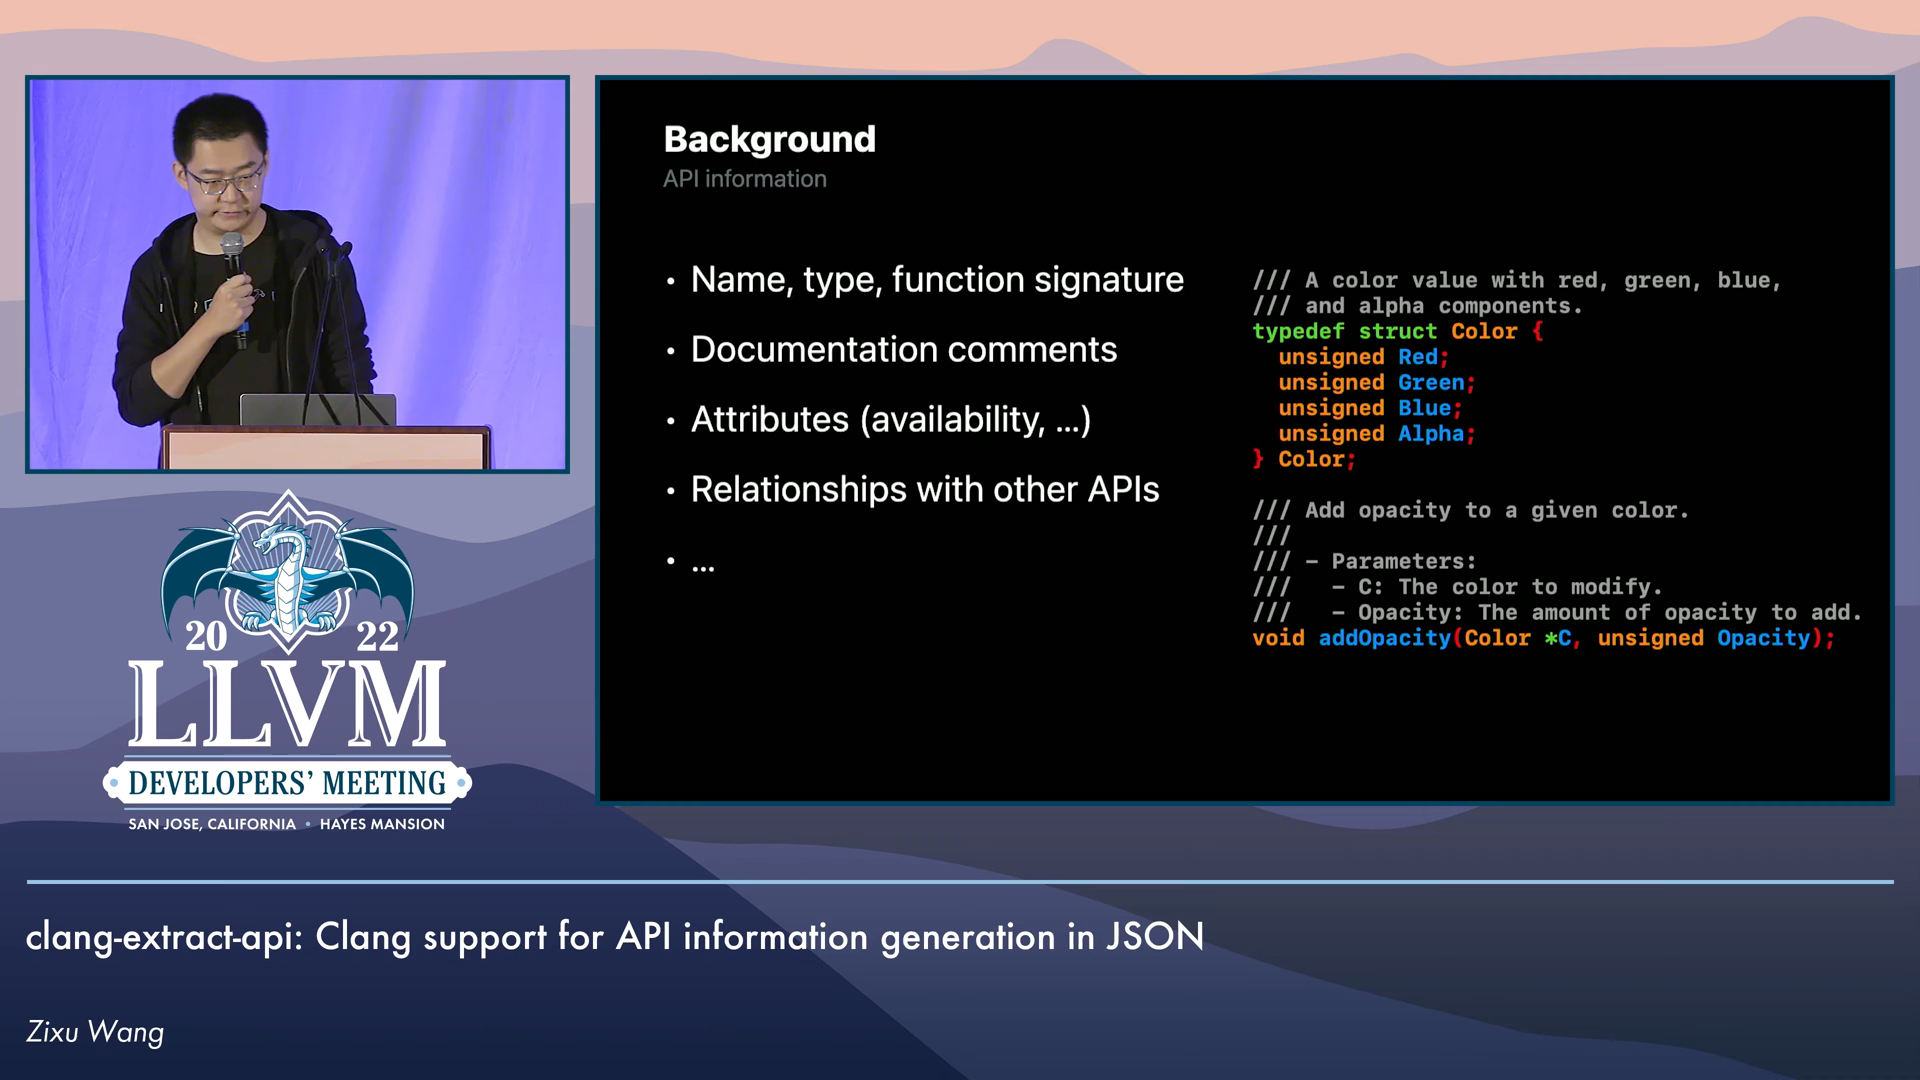 Background
API information
• Name, type, function signature
• Documentation comments
• Attributes (availability, ...)
• Relationships with other APIs
• ...
/// A color value with red, green, blue,
/// and alpha components.
typedef struct Color {
  unsigned Red;
  unsigned Green;
  unsigned Blue;
  unsigned Alpha;
} Color;
/// Add opacity to a given color.
///
/// - Parameters:
///   - C: The color to modify.
///   - Opacity: The amount of opacity to add.
void addOpacity(Color *C, unsigned Opacity);
20 22
LLVM
DEVELOPERS' MEETING
SAN JOSE, CALIFORNIA • HAYES MANSION
clang-extract-api: Clang support for API information generation in JSON
Zixu Wang